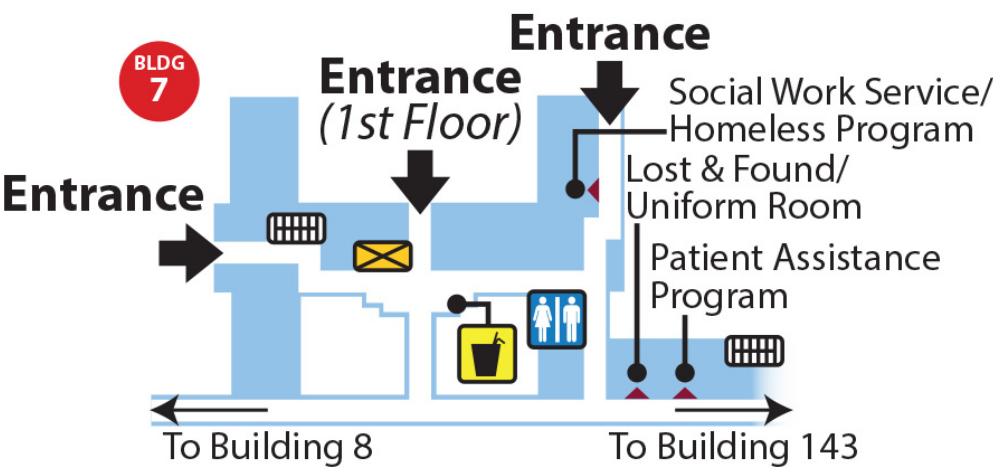 BLDG
7
Entrance
Entrance
(1st Floor)
Entrance
Social Work Service/
Homeless Program
Lost & Found/
Uniform Room
Patient Assistance
Program
To Building 8
To Building 143